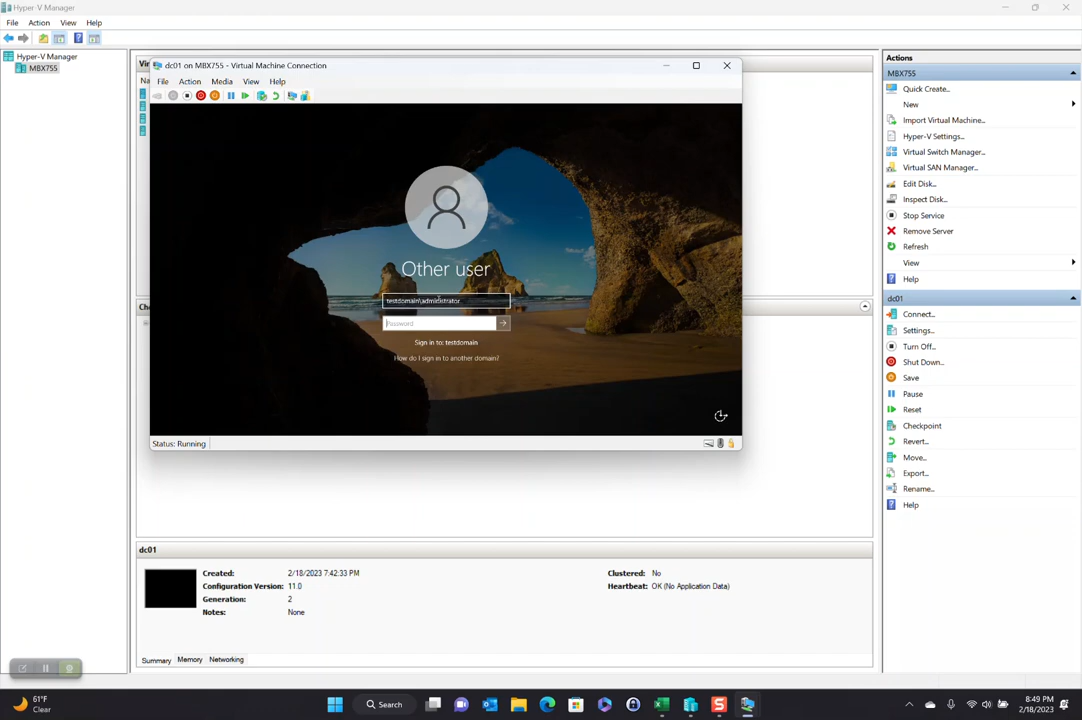 Hyper-V Manager
File Action View Help
Hyper-V Manager
MBX755
dc01 on MBX755 - Virtual Machine Connection
File Action Media View Help
Other user
testdomain\administrator
Password
Sign in to: testdomain
How do I sign in to another domain?
Status: Running
dc01
Created: 2/18/2023 7:42:33 PM
Configuration Version: 11.0
Generation: 2
Notes: None
Clustered: No
Heartbeat: OK (No Application Data)
Summary Memory Networking
Actions
MBX755
Quick Create...
New
Import Virtual Machine...
Hyper-V Settings...
Virtual Switch Manager...
Virtual SAN Manager...
Edit Disk...
Inspect Disk...
Stop Service
Remove Server
Refresh
View
Help
dc01
Connect...
Settings...
Turn Off...
Shut Down...
Save
Pause
Reset
Checkpoint
Revert...
Move...
Export...
Rename...
Help
61°F
Clear
Search
8:49 PM
2/18/2023